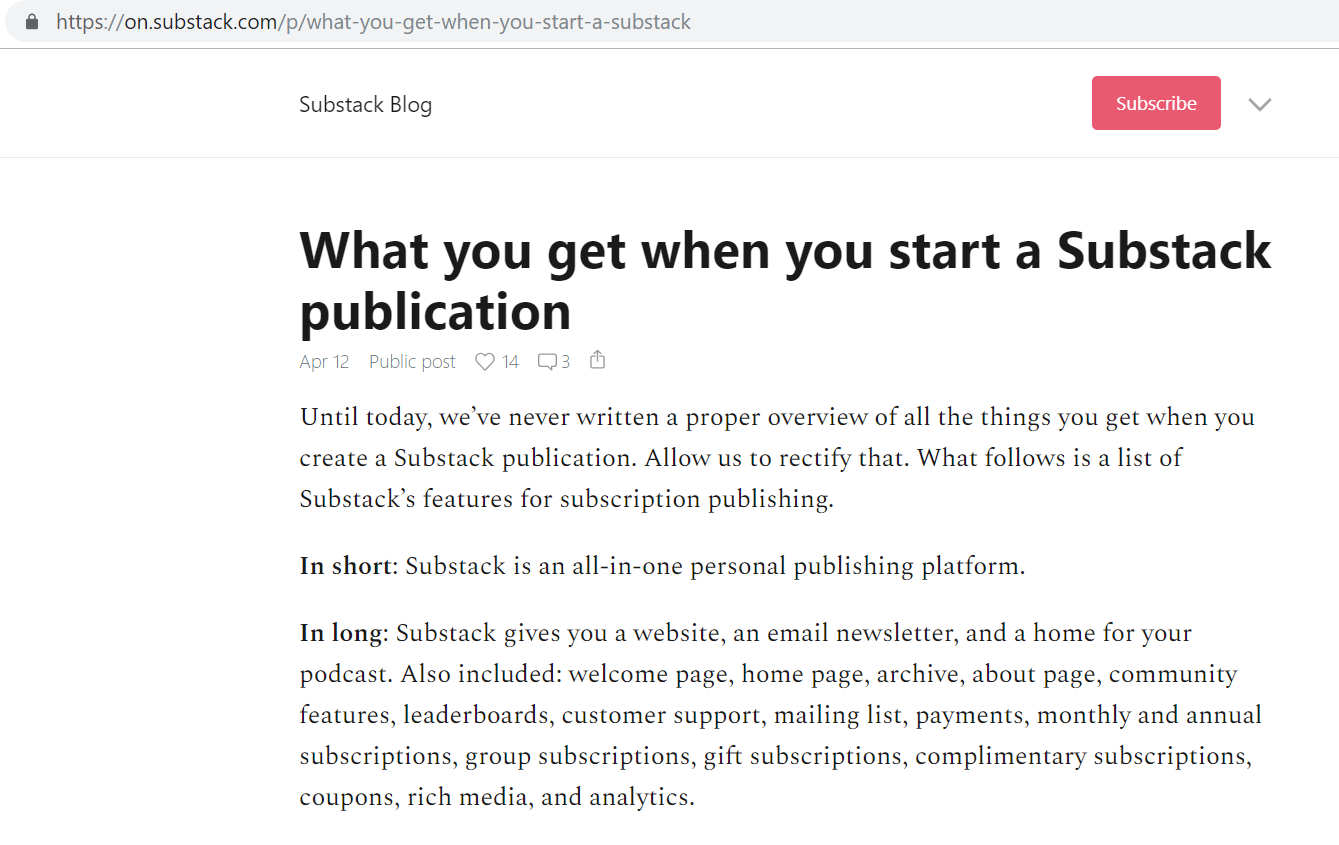 https://on.substack.com/p/what-you-get-when-you-start-a-substack
Substack Blog
Subscribe
What you get when you start a Substack
publication
Apr 12 Public post 14 3
Until today, we’ve never written a proper overview of all the things you get when you
create a Substack publication. Allow us to rectify that. What follows is a list of
Substack’s features for subscription publishing.
In short: Substack is an all-in-one personal publishing platform.
In long: Substack gives you a website, an email newsletter, and a home for your
podcast. Also included: welcome page, home page, archive, about page, community
features, leaderboards, customer support, mailing list, payments, monthly and annual
subscriptions, group subscriptions, gift subscriptions, complimentary subscriptions,
coupons, rich media, and analytics.